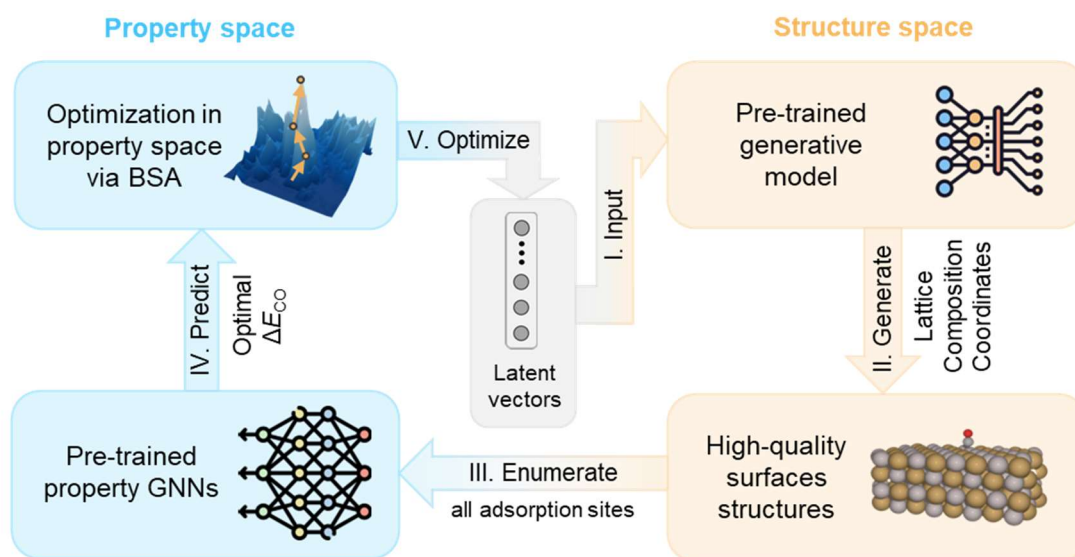 Property space
Structure space
Optimization in
property space
via BSA
V. Optimize
I. Input
Pre-trained
generative
model
Latent
vectors
IV. Predict
Optimal
ΔE_CO
II. Generate
Lattice
Composition
Coordinates
Pre-trained
property GNNs
III. Enumerate
all adsorption sites
High-quality
surfaces
structures